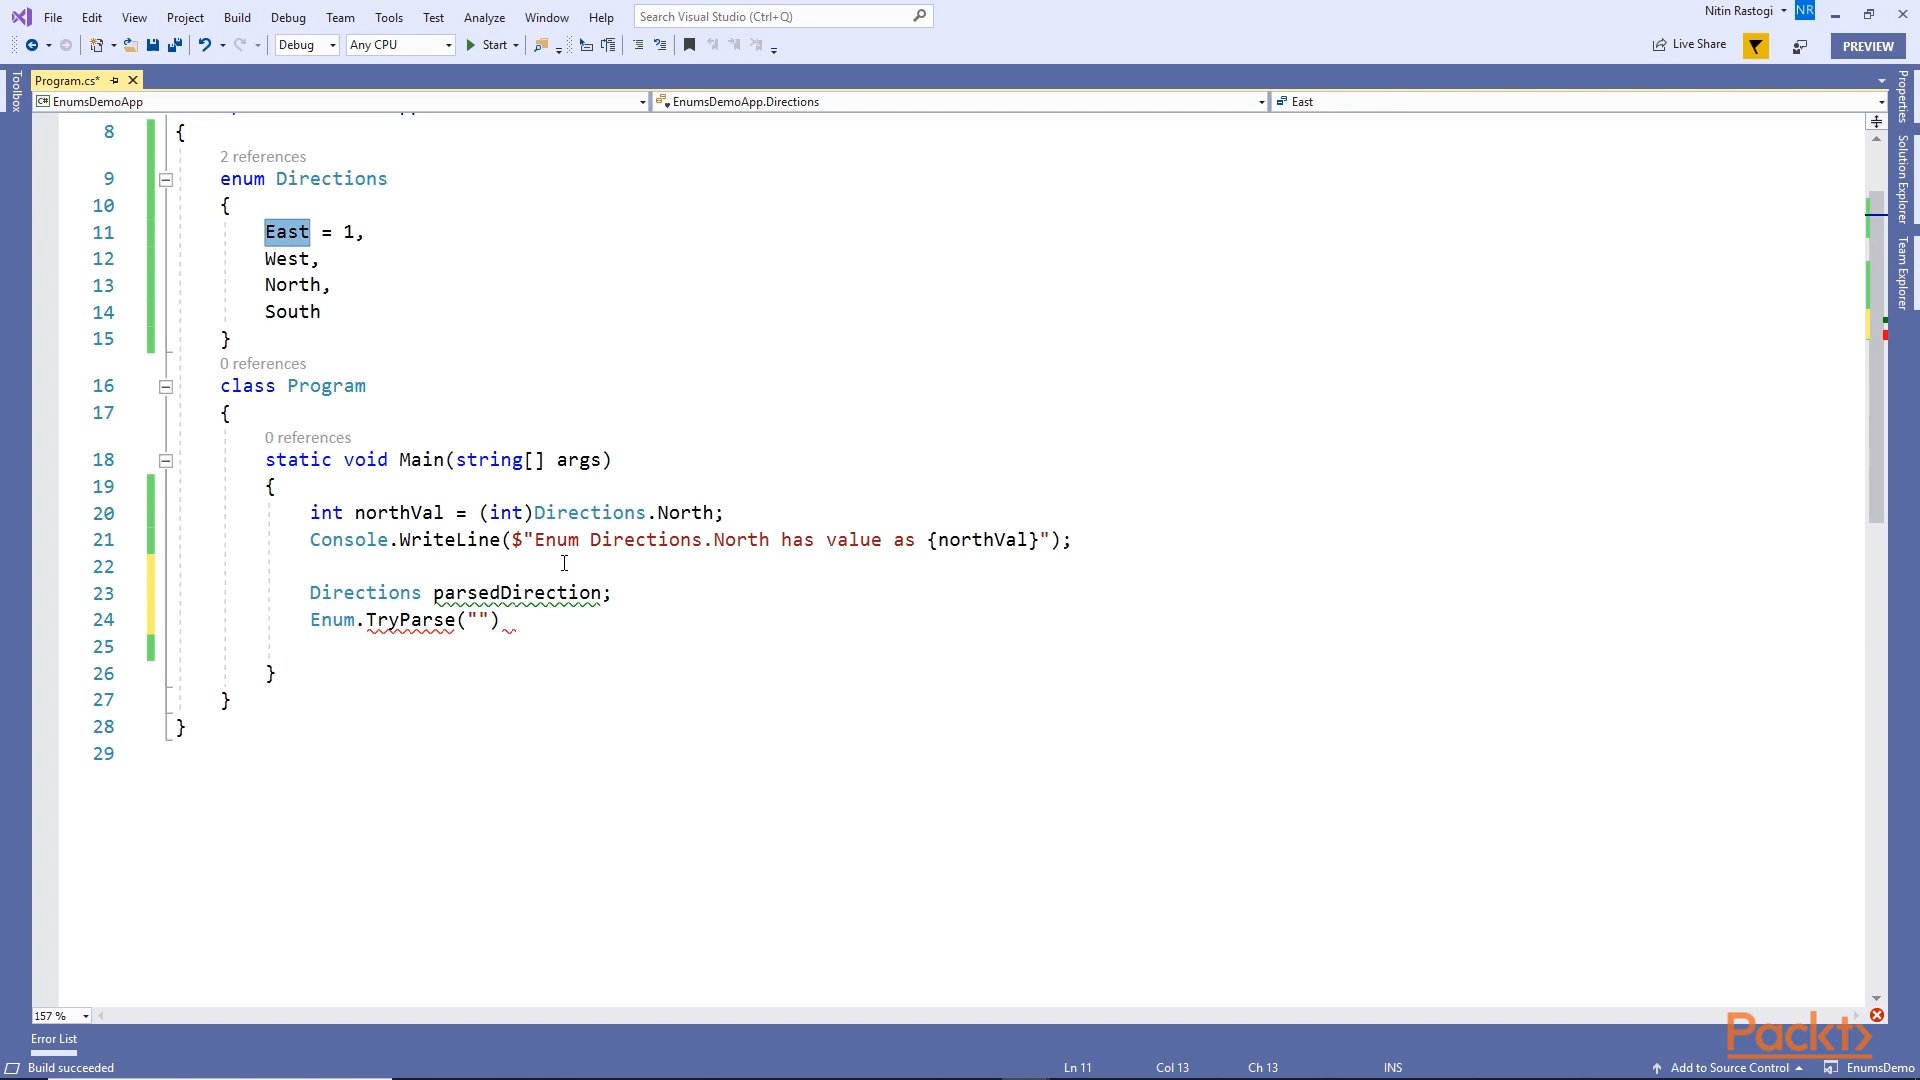 File Edit View Project Build Debug Team Tools Test Analyze Window Help Search Visual Studio (Ctrl+Q) Nitin Rastogi NR
Debug Any CPU Start Live Share PREVIEW
Program.cs*
EnumsDemoApp EnumsDemoApp.Directions East
Toolbox
Properties
Solution Explorer
Team Explorer
8 {
2 references
9 enum Directions
10 {
11 East = 1,
12 West,
13 North,
14 South
15 }
0 references
16 class Program
17 {
0 references
18 static void Main(string[] args)
19 {
20 int northVal = (int)Directions.North;
21 Console.WriteLine($"Enum Directions.North has value as {northVal}");
22
23 Directions parsedDirection;
24 Enum.TryParse("")
25
26 }
27 }
28 }
29
157 %
Packt>
Error List
Build succeeded Ln 11 Col 13 Ch 13 INS Add to Source Control EnumsDemo